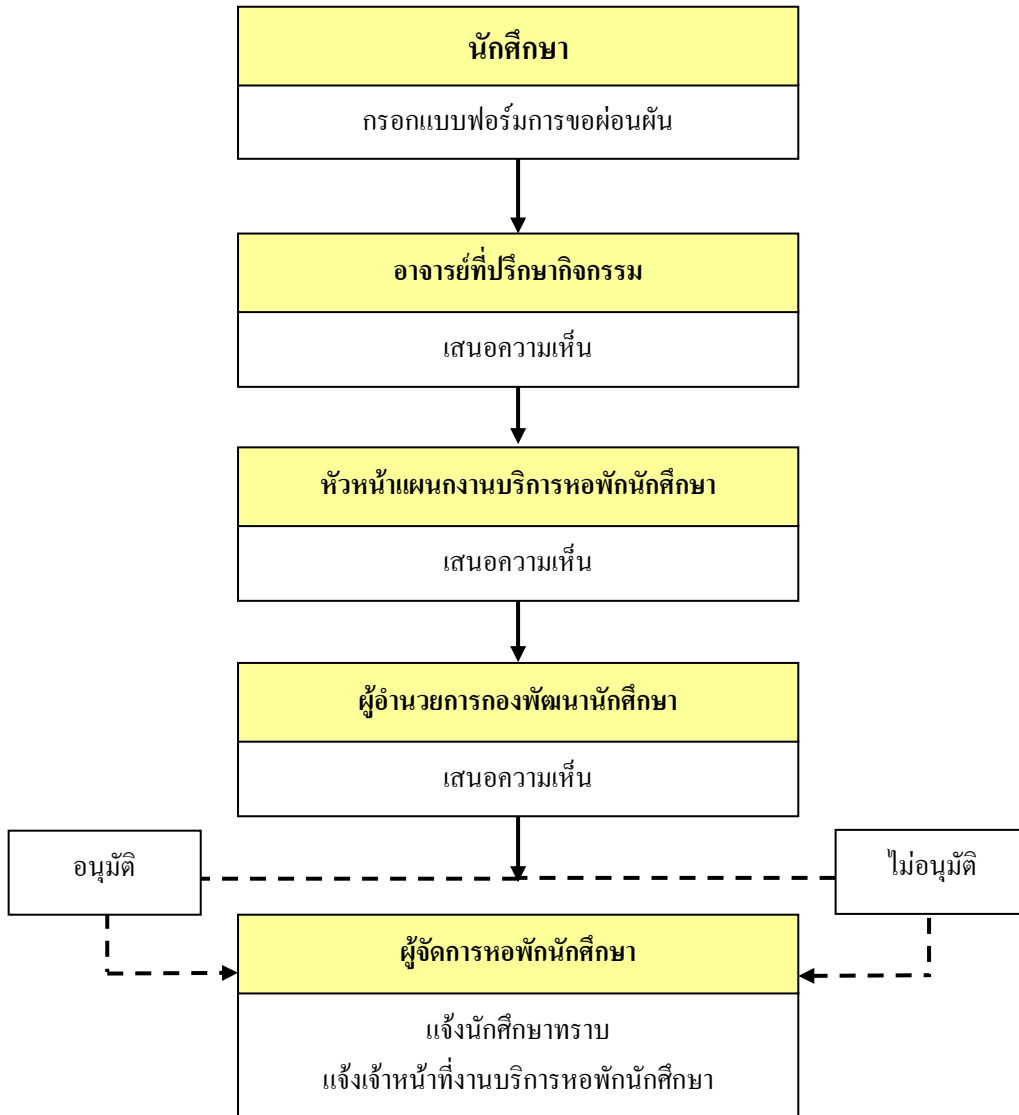 นักศึกษา
กรอกแบบฟอร์มการขอผ่อนผัน
อาจารย์ที่ปรึกษากิจกรรม
เสนอความเห็น
หัวหน้าแผนกงานบริการหอพักนักศึกษา
เสนอความเห็น
ผู้อำนวยการกองพัฒนานักศึกษา
เสนอความเห็น
อนุมัติ
ไม่อนุมัติ
ผู้จัดการหอพักนักศึกษา
แจ้งนักศึกษาทราบ
แจ้งเจ้าหน้าที่งานบริการหอพักนักศึกษา